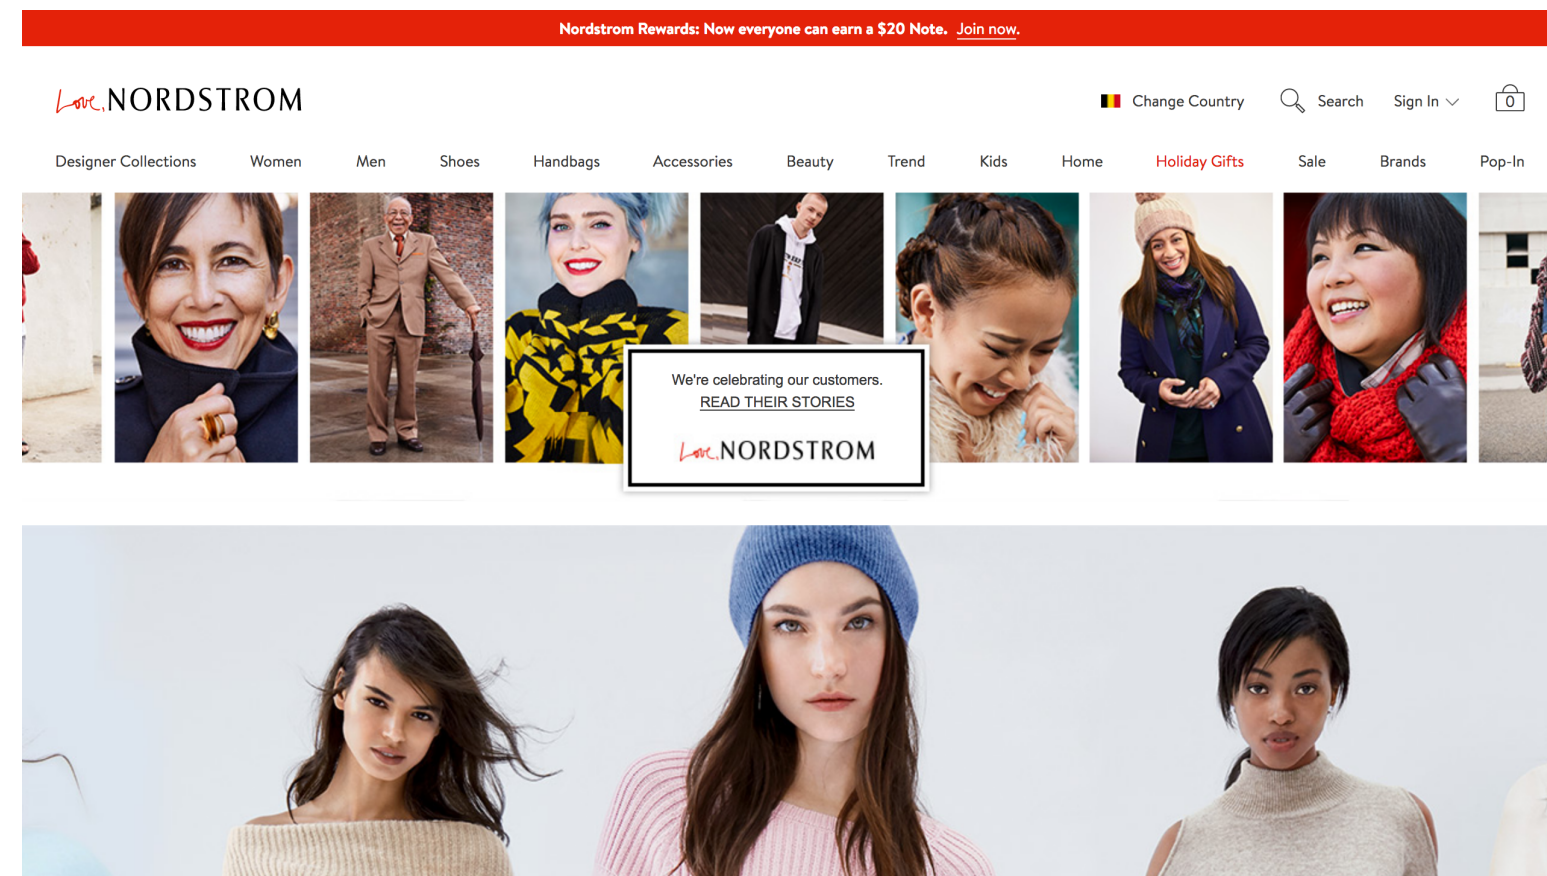 Nordstrom Rewards: Now everyone can earn a $20 Note. Join now.
Love, NORDSTROM
Change Country
Search
Sign In
0
Designer Collections
Women
Men
Shoes
Handbags
Accessories
Beauty
Trend
Kids
Home
Holiday Gifts
Sale
Brands
Pop-In
We're celebrating our customers.
READ THEIR STORIES
Love, NORDSTROM